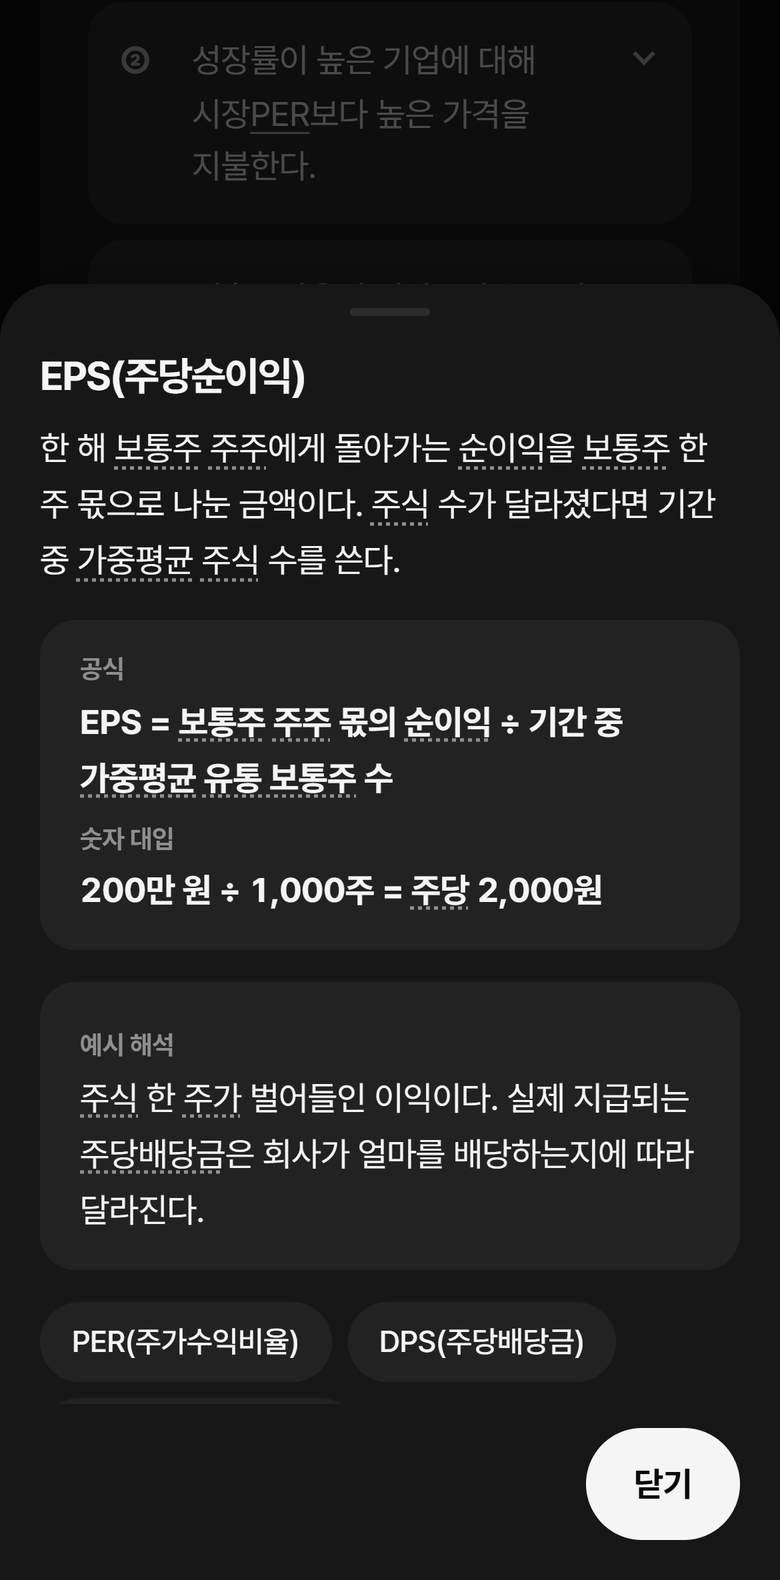 ② 성장률이 높은 기업에 대해
시장PER보다 높은 가격을
지불한다.
EPS(주당순이익)
한 해 보통주 주주에게 돌아가는 순이익을 보통주 한
주 몫으로 나눈 금액이다. 주식 수가 달라졌다면 기간
중 가중평균 주식 수를 쓴다.
공식
EPS = 보통주 주주 몫의 순이익 ÷ 기간 중
가중평균 유통 보통주 수
숫자 대입
200만 원 ÷ 1,000주 = 주당 2,000원
예시 해석
주식 한 주가 벌어들인 이익이다. 실제 지급되는
주당배당금은 회사가 얼마를 배당하는지에 따라
달라진다.
PER(주가수익비율) DPS(주당배당금)
닫기